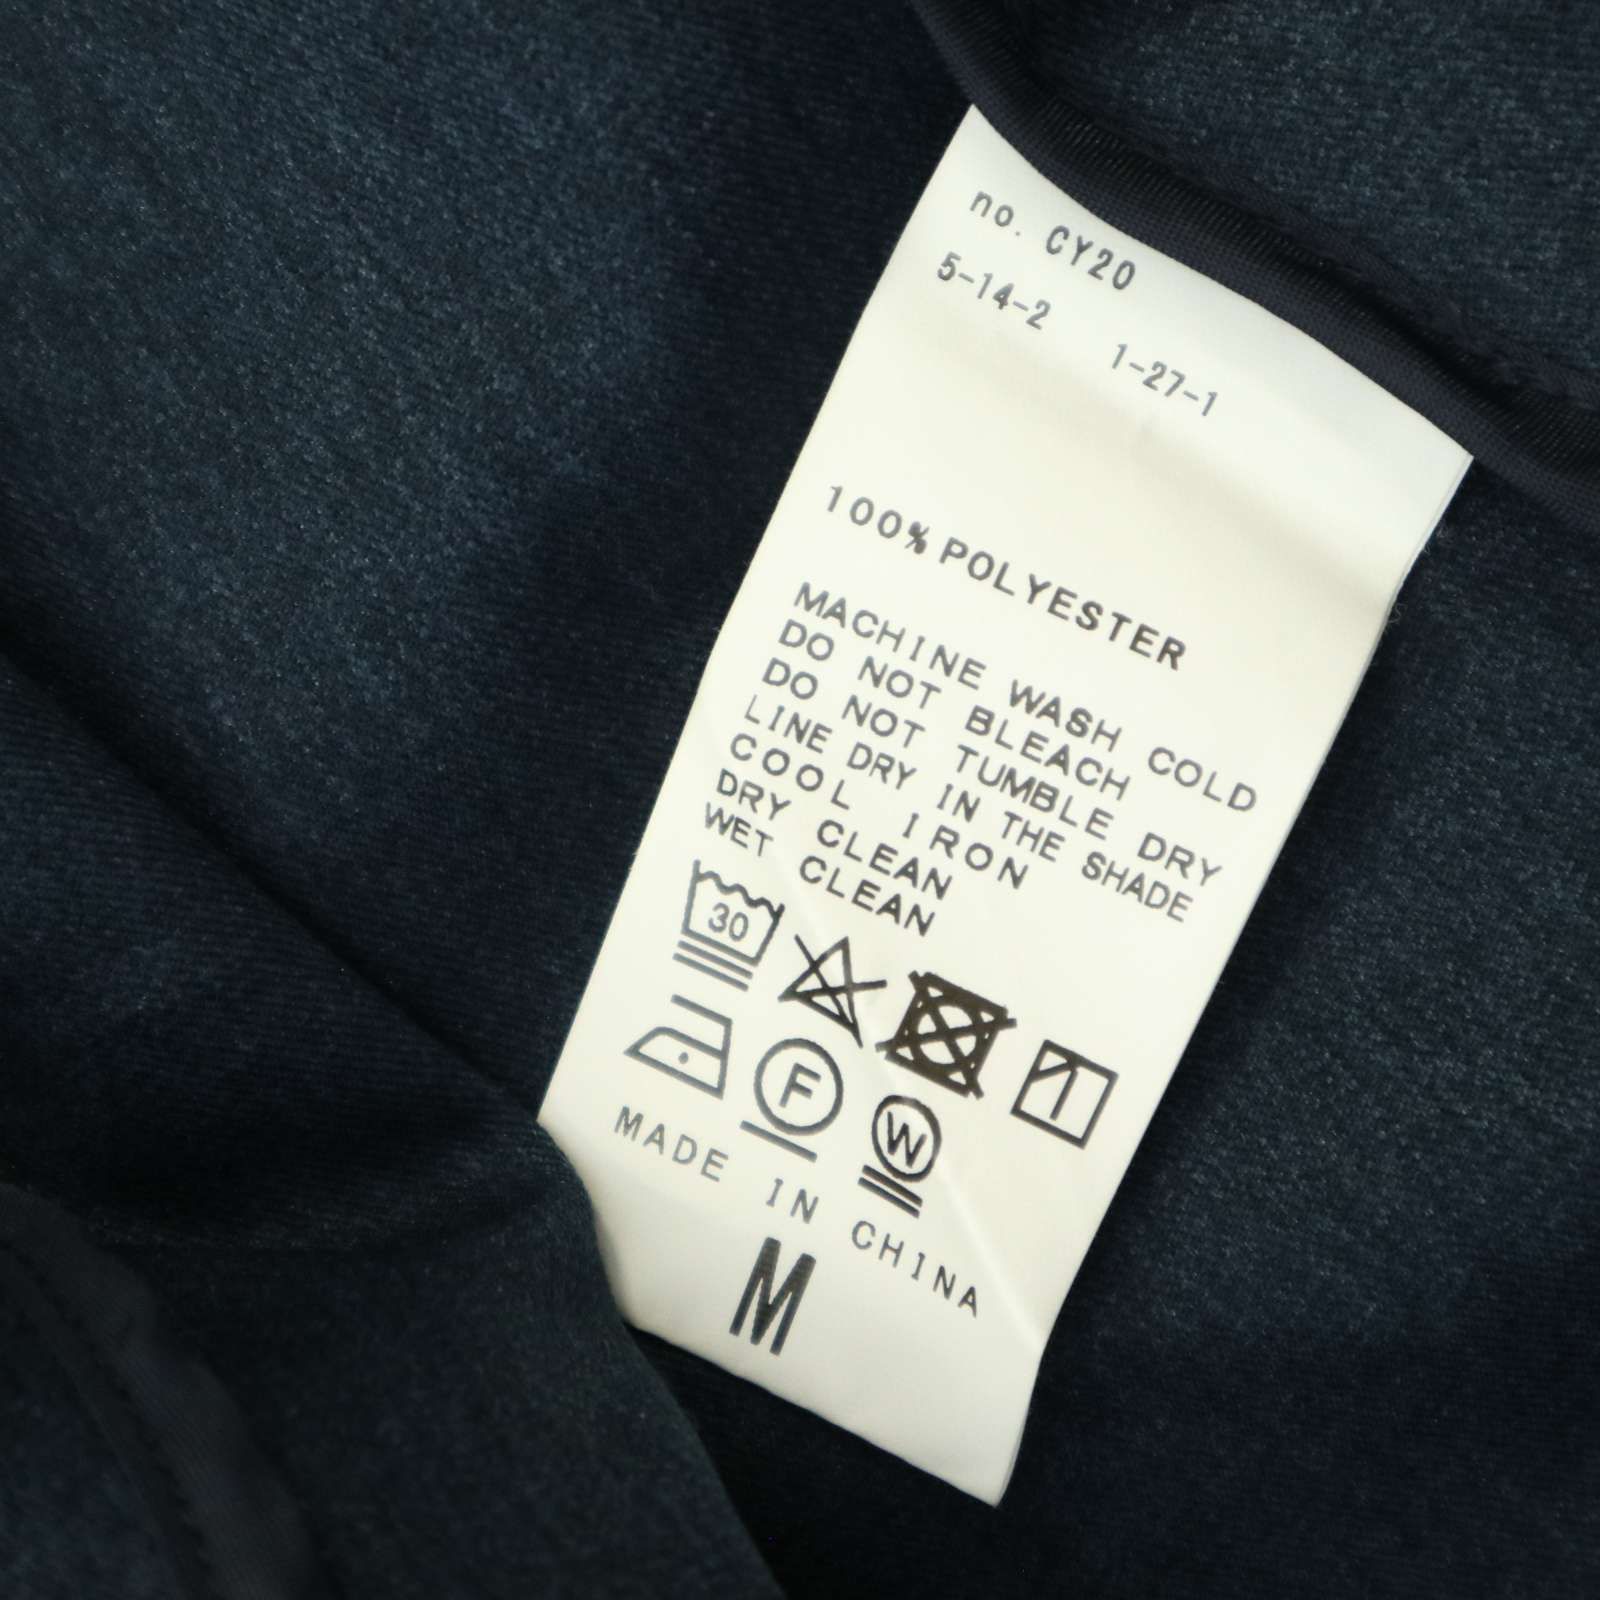 no. CY20
5-14-2 1-27-1
100% POLYESTER
MACHINE WASH COLD
DO NOT BLEACH
DO NOT TUMBLE DRY
LINE DRY IN THE SHADE
COOL IRON
DRY CLEAN
WET CLEAN
30
F
W
MADE IN CHINA
M